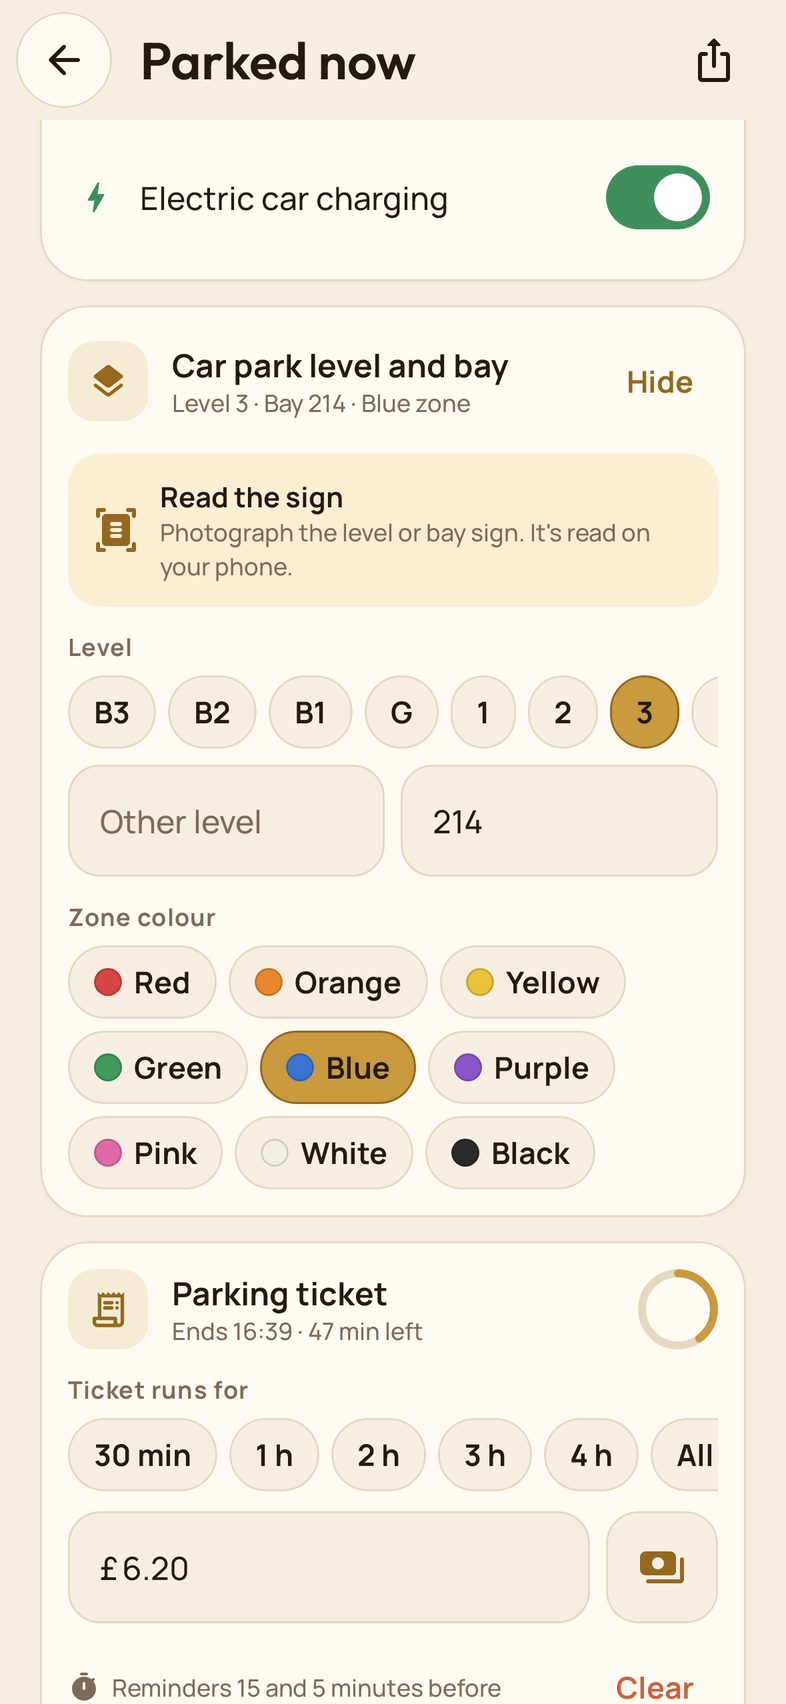 Parked now
Electric car charging
Car park level and bay
Level 3 · Bay 214 · Blue zone
Hide
Read the sign
Photograph the level or bay sign. It's read on
your phone.
Level
B3 B2 B1 G 1 2 3
Other level 214
Zone colour
Red Orange Yellow
Green Blue Purple
Pink White Black
Parking ticket
Ends 16:39 · 47 min left
Ticket runs for
30 min 1 h 2 h 3 h 4 h All
£ 6.20
Reminders 15 and 5 minutes before Clear